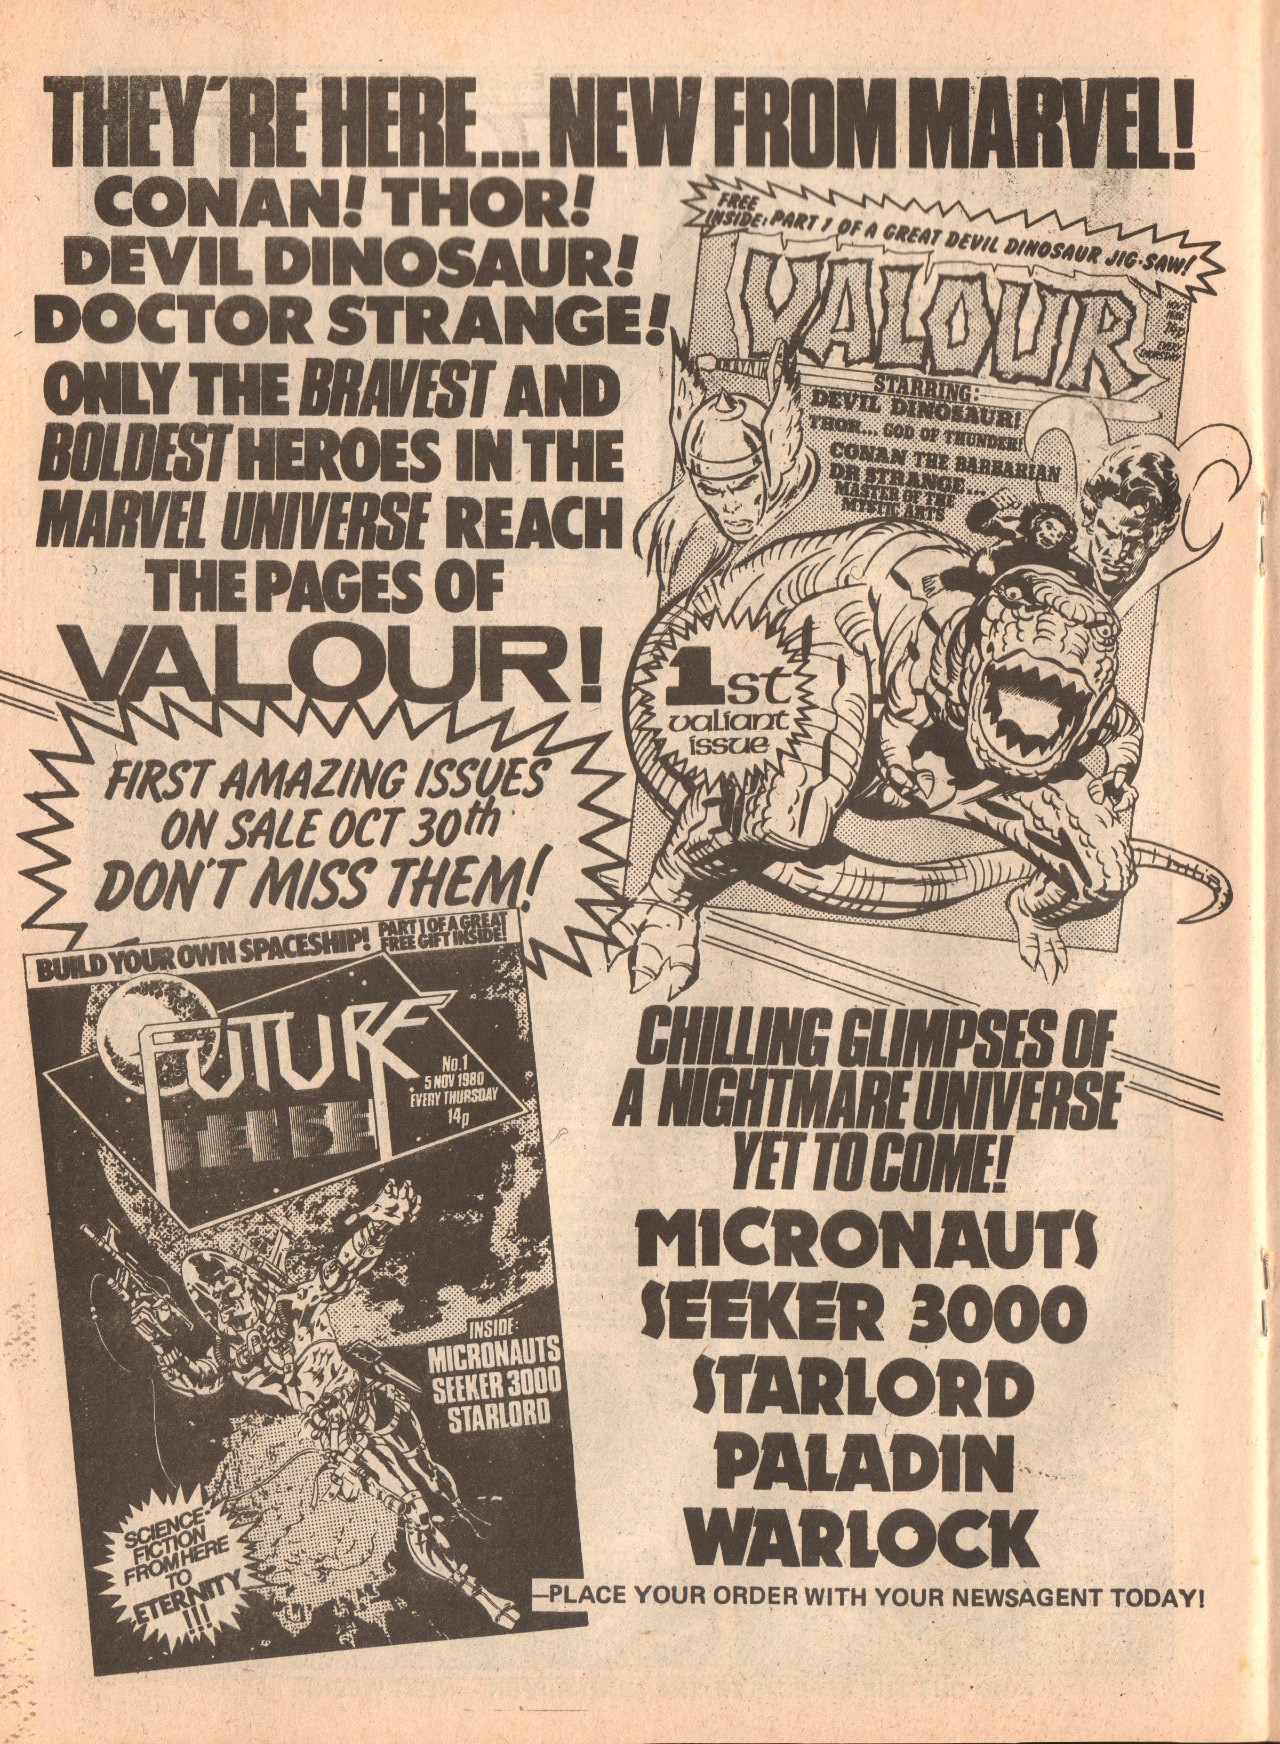 THEY'RE HERE... NEW FROM MARVEL!
CONAN! THOR!
DEVIL DINOSAUR!
DOCTOR STRANGE!
ONLY THE BRAVEST AND
BOLDEST HEROES IN THE
MARVEL UNIVERSE REACH
THE PAGES OF
VALOUR!
FREE
INSIDE: PART 1 OF A GREAT DEVIL DINOSAUR JIG-SAW!
VALOUR
14p
EVERY
THURSDAY
STARRING:
DEVIL DINOSAUR!
THOR... GOD OF THUNDER!
CONAN THE BARBARIAN
DR STRANGE...
MASTER OF THE
MYSTIC ARTS
1st
valiant
issue
FIRST AMAZING ISSUES
ON SALE OCT 30th
DON'T MISS THEM!
BUILD YOUR OWN SPACESHIP!
PART 1 OF A GREAT
FREE GIFT INSIDE!
FUTURE
TENSE
No.1
5 NOV 1980
EVERY THURSDAY
14p
INSIDE:
MICRONAUTS
SEEKER 3000
STARLORD
SCIENCE-
FICTION
FROM HERE
TO
ETERNITY
!!!
CHILLING GLIMPSES OF
A NIGHTMARE UNIVERSE
YET TO COME!
MICRONAUTS
SEEKER 3000
STARLORD
PALADIN
WARLOCK
—PLACE YOUR ORDER WITH YOUR NEWSAGENT TODAY!